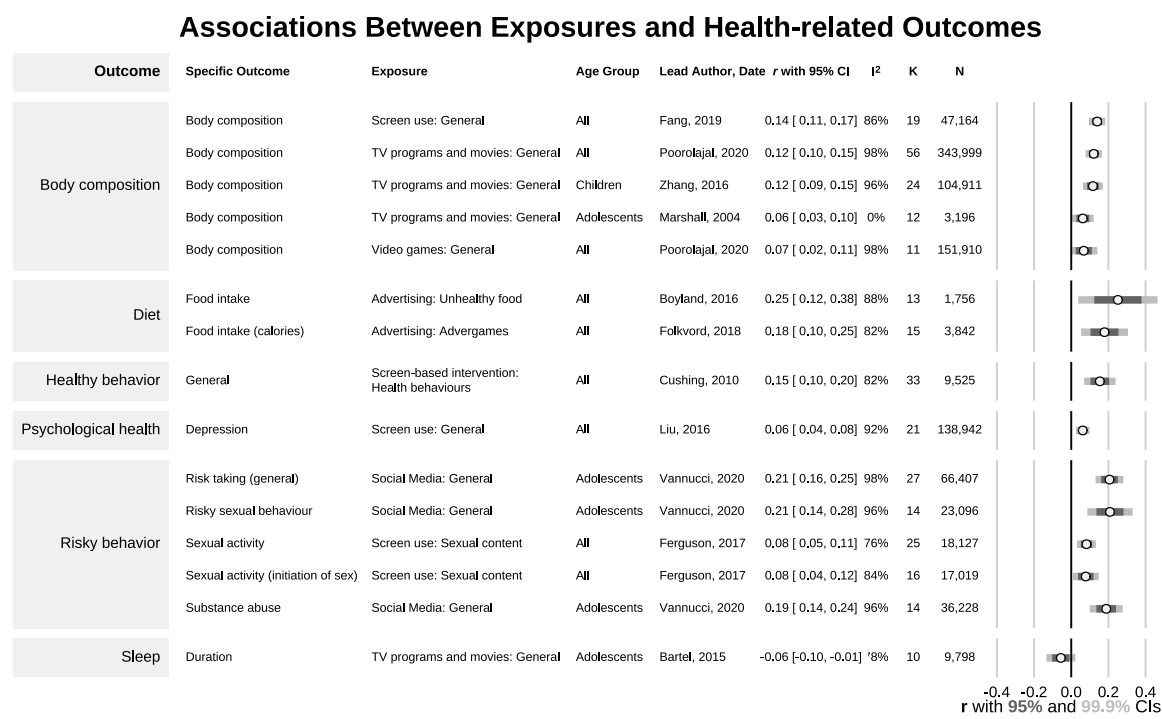 Associations Between Exposures and Health-related Outcomes
Outcome Specific Outcome Exposure Age Group Lead Author, Date r with 95% CI I² K N
Body composition
Body composition Screen use: General All Fang, 2019 0.14 [ 0.11, 0.17] 86% 19 47,164
Body composition TV programs and movies: General All Poorolajal, 2020 0.12 [ 0.10, 0.15] 98% 56 343,999
Body composition TV programs and movies: General Children Zhang, 2016 0.12 [ 0.09, 0.15] 96% 24 104,911
Body composition TV programs and movies: General Adolescents Marshall, 2004 0.06 [ 0.03, 0.10] 0% 12 3,196
Body composition Video games: General All Poorolajal, 2020 0.07 [ 0.02, 0.11] 98% 11 151,910
Diet
Food intake Advertising: Unhealthy food All Boyland, 2016 0.25 [ 0.12, 0.38] 88% 13 1,756
Food intake (calories) Advertising: Advergames All Folkvord, 2018 0.18 [ 0.10, 0.25] 82% 15 3,842
Healthy behavior
General Screen-based intervention:
Health behaviours All Cushing, 2010 0.15 [ 0.10, 0.20] 82% 33 9,525
Psychological health
Depression Screen use: General All Liu, 2016 0.06 [ 0.04, 0.08] 92% 21 138,942
Risky behavior
Risk taking (general) Social Media: General Adolescents Vannucci, 2020 0.21 [ 0.16, 0.25] 98% 27 66,407
Risky sexual behaviour Social Media: General Adolescents Vannucci, 2020 0.21 [ 0.14, 0.28] 96% 14 23,096
Sexual activity Screen use: Sexual content All Ferguson, 2017 0.08 [ 0.05, 0.11] 76% 25 18,127
Sexual activity (initiation of sex) Screen use: Sexual content All Ferguson, 2017 0.08 [ 0.04, 0.12] 84% 16 17,019
Substance abuse Social Media: General Adolescents Vannucci, 2020 0.19 [ 0.14, 0.24] 96% 14 36,228
Sleep
Duration TV programs and movies: General Adolescents Bartel, 2015 -0.06 [-0.10, -0.01] 8% 10 9,798
-0.4 -0.2 0.0 0.2 0.4
r with 95% and 99.9% CIs